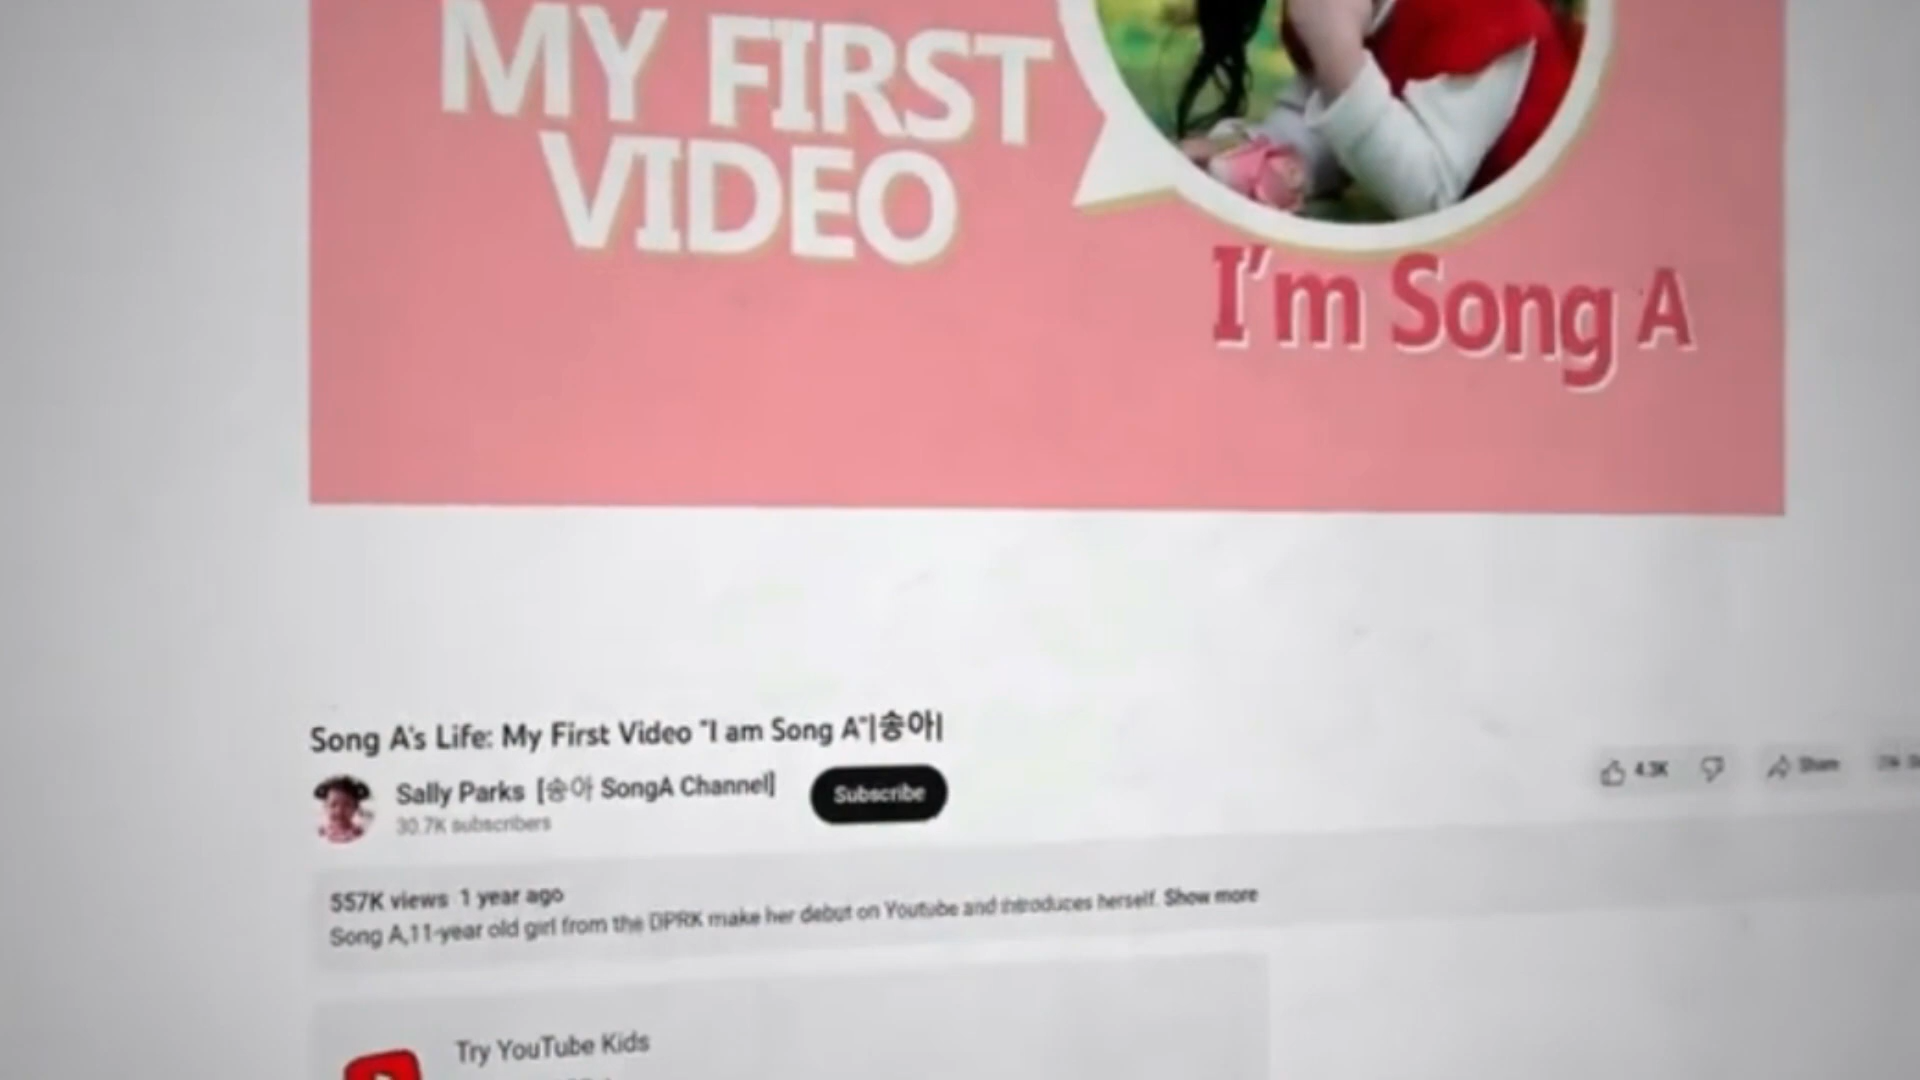 MY FIRST
VIDEO
I'm Song A
Song A's Life: My First Video "I am Song A"|송아|
Sally Parks [송아 SongA Channel]
Subscribe
30.7K subscribers
4.3K
Share
557K views 1 year ago
Song A,11-year old girl from the DPRK make her debut on Youtube and introduces herself. Show more
Try YouTube Kids